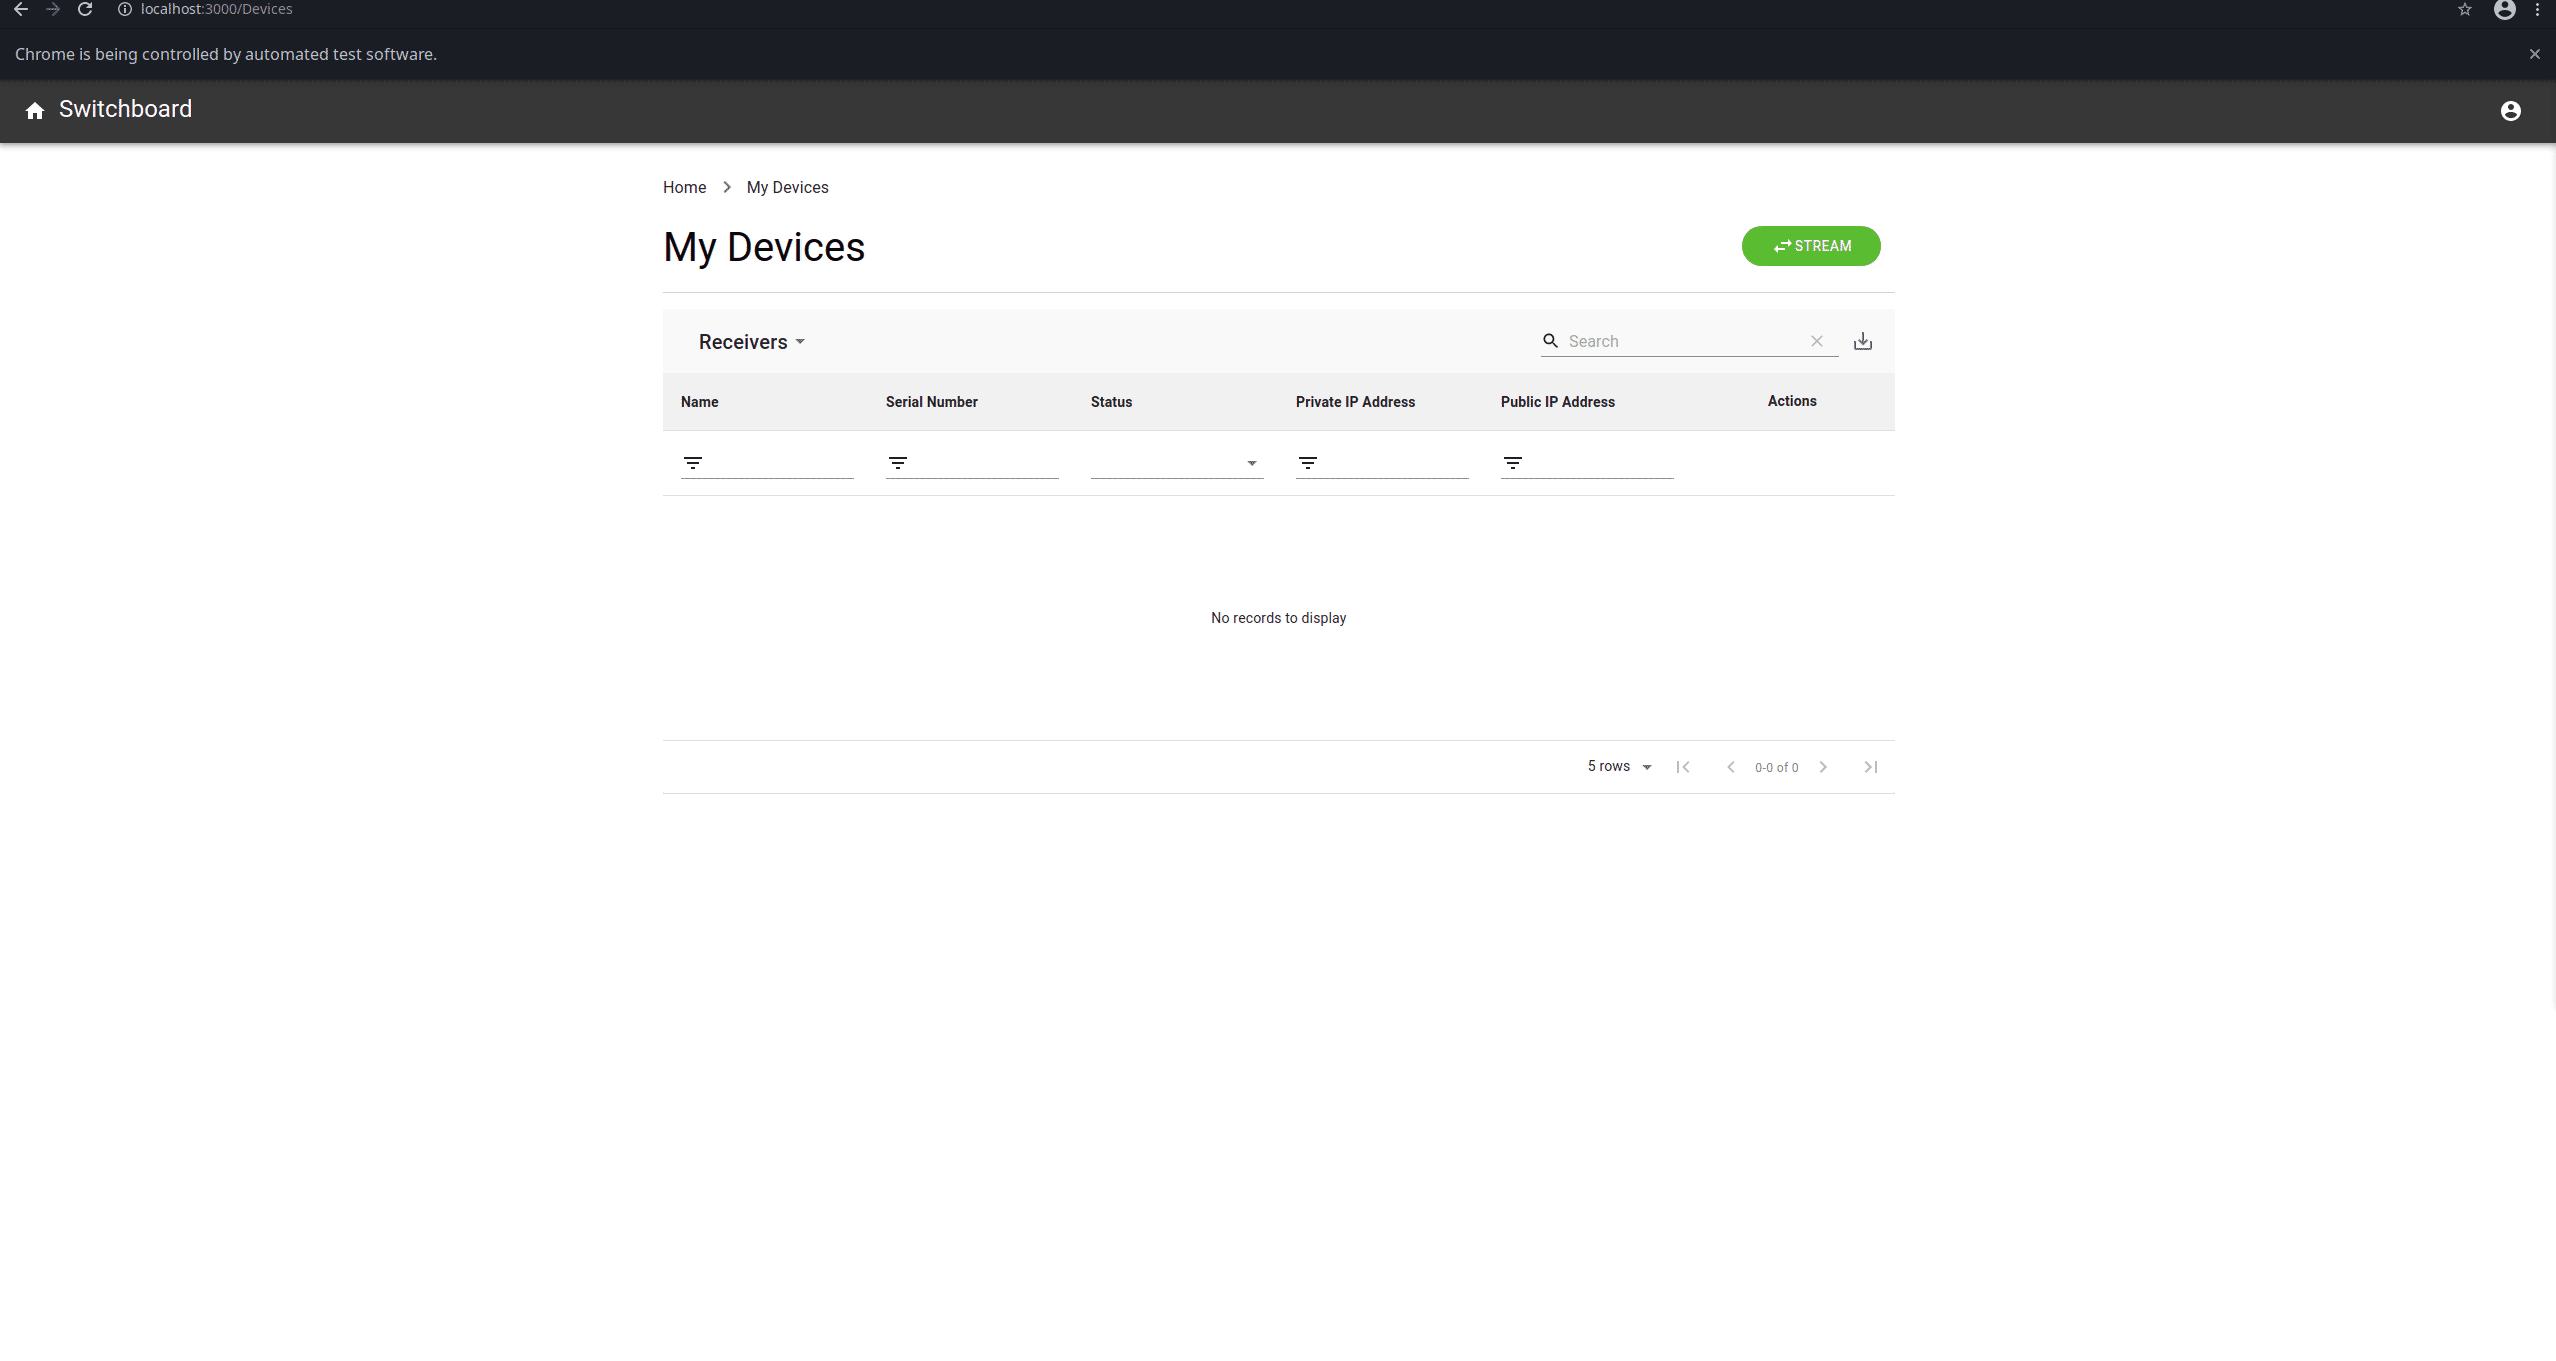 localhost:3000/Devices
Chrome is being controlled by automated test software.
Switchboard
Home > My Devices
My Devices
STREAM
Receivers
Search
Name Serial Number Status Private IP Address Public IP Address Actions
No records to display
5 rows 0-0 of 0